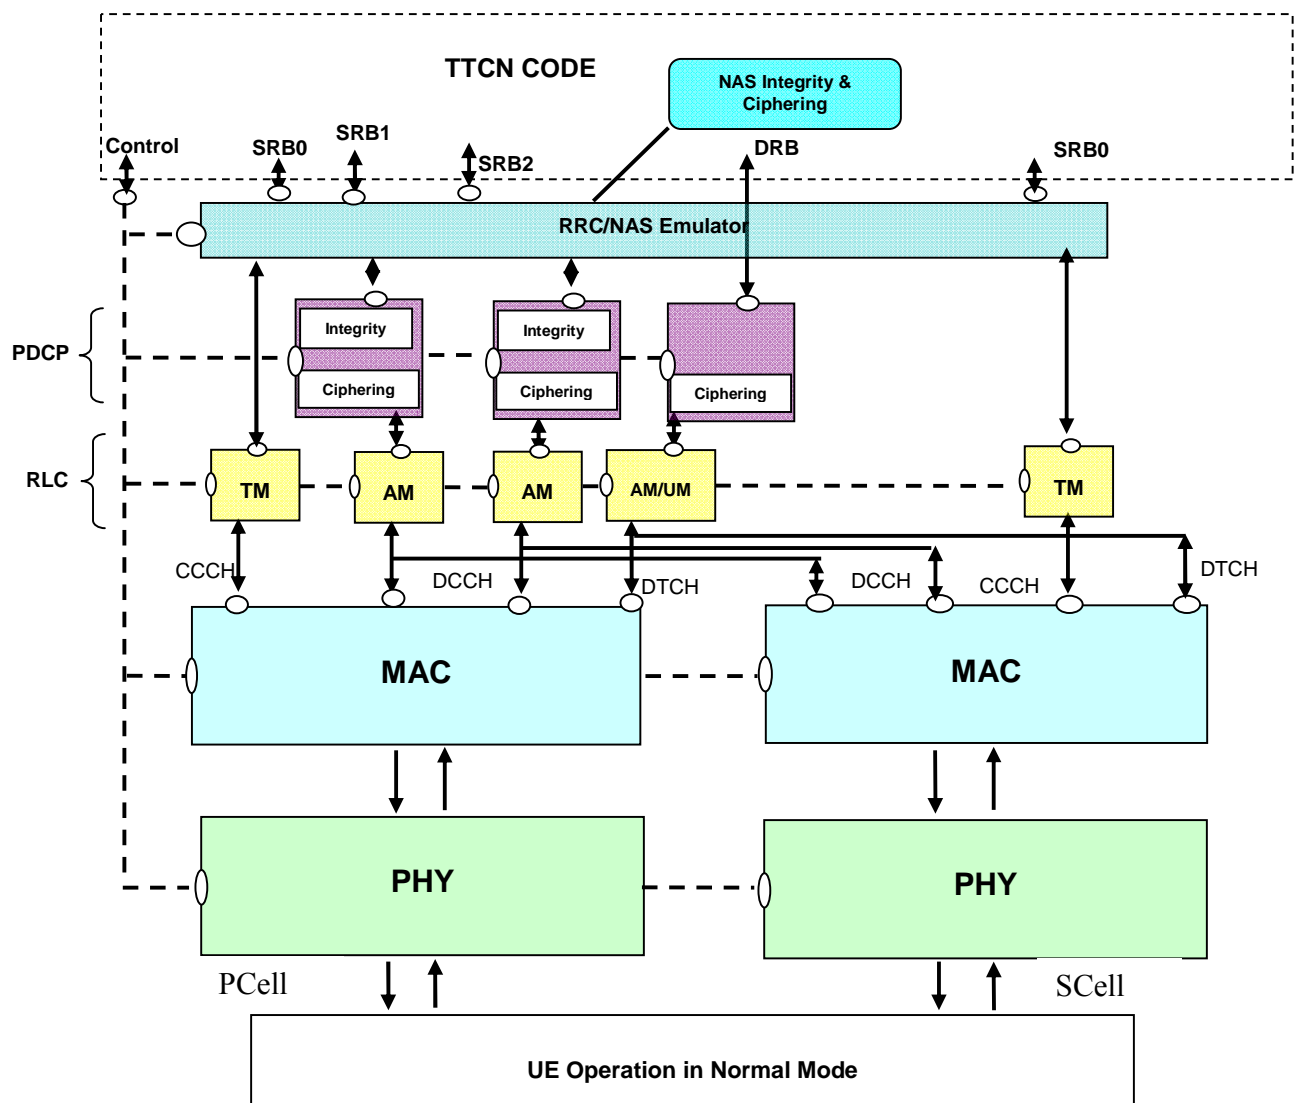 TTCN CODE
NAS Integrity &
Ciphering
Control
SRB0
SRB1
SRB2
DRB
SRB0
RRC/NAS Emulator
PDCP
Integrity
Ciphering
Integrity
Ciphering
Ciphering
RLC
TM
AM
AM
AM/UM
TM
CCCH
DCCH
DTCH
DCCH
CCCH
DTCH
MAC
MAC
PHY
PHY
PCell
SCell
UE Operation in Normal Mode